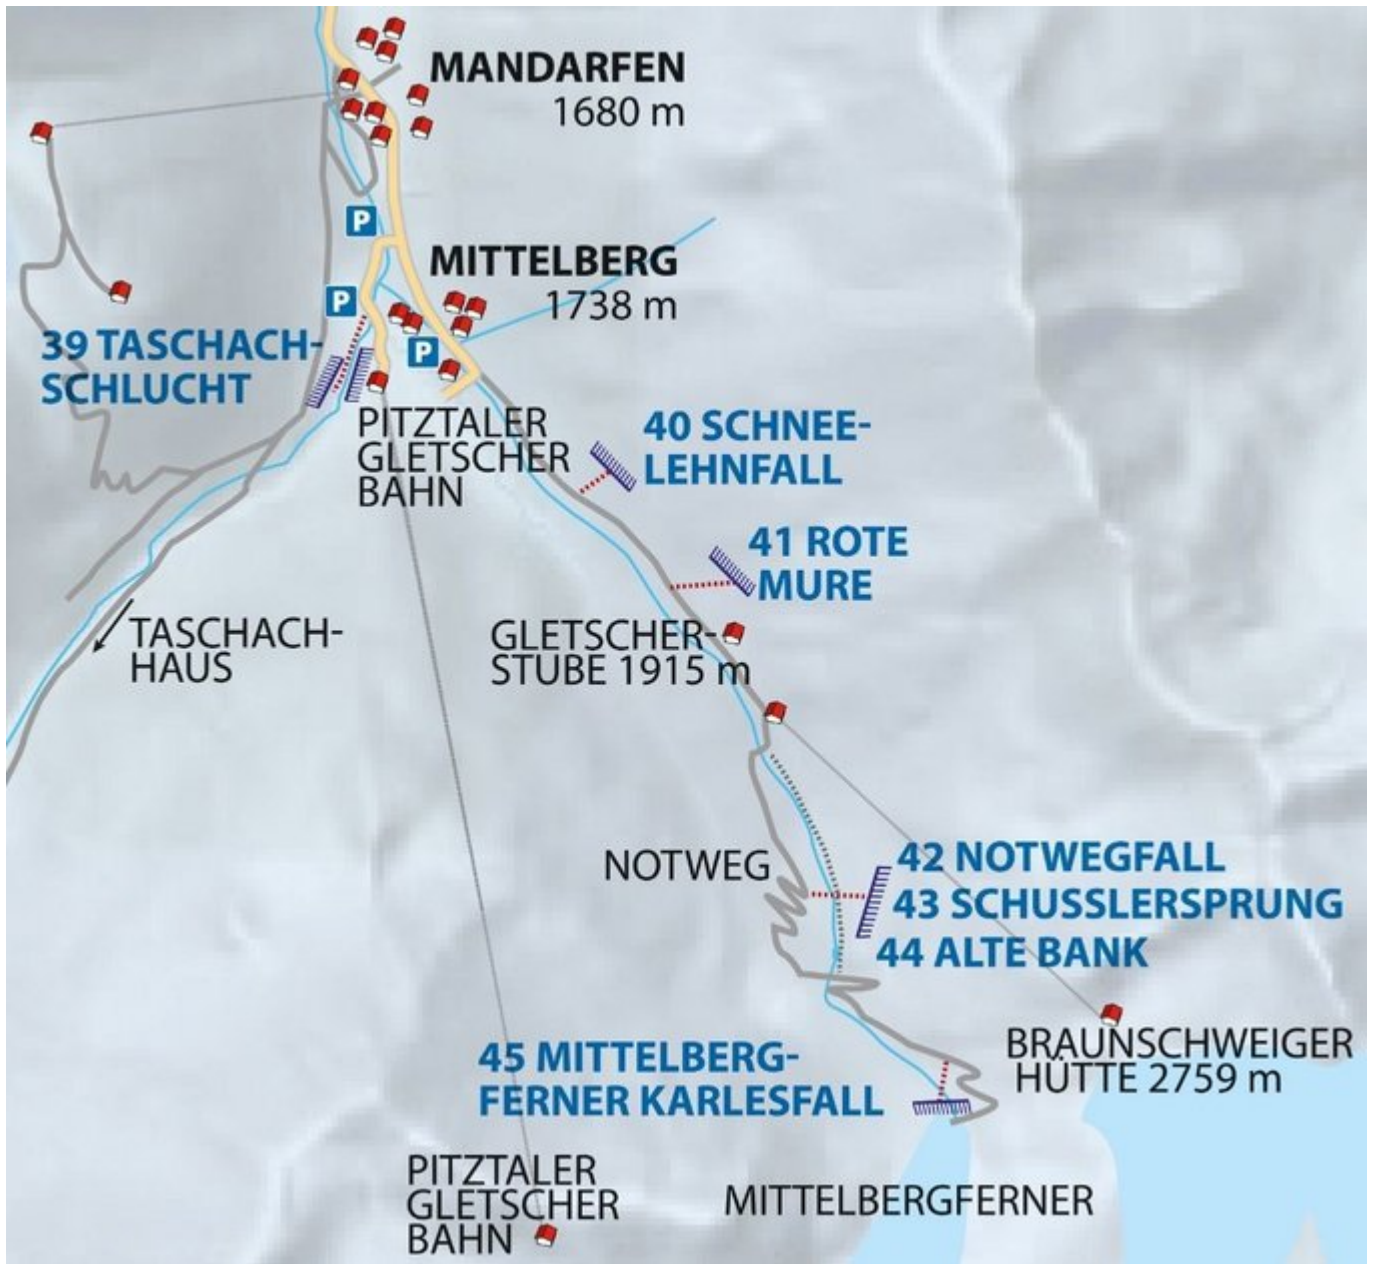 MANDARFEN
1680 m
P
MITTELBERG
1738 m
P
39 TASCHACH-
SCHLUCHT
P
PITZTALER
GLETSCHER
BAHN
40 SCHNEE-
LEHNFALL
41 ROTE
MURE
TASCHACH-
HAUS
GLETSCHER-
STUBE 1915 m
NOTWEG
42 NOTWEGFALL
43 SCHUSSLERSPRUNG
44 ALTE BANK
BRAUNSCHWEIGER
HÜTTE 2759 m
45 MITTELBERG-
FERNER KARLESFALL
PITZTALER
GLETSCHER
BAHN
MITTELBERGFERNER